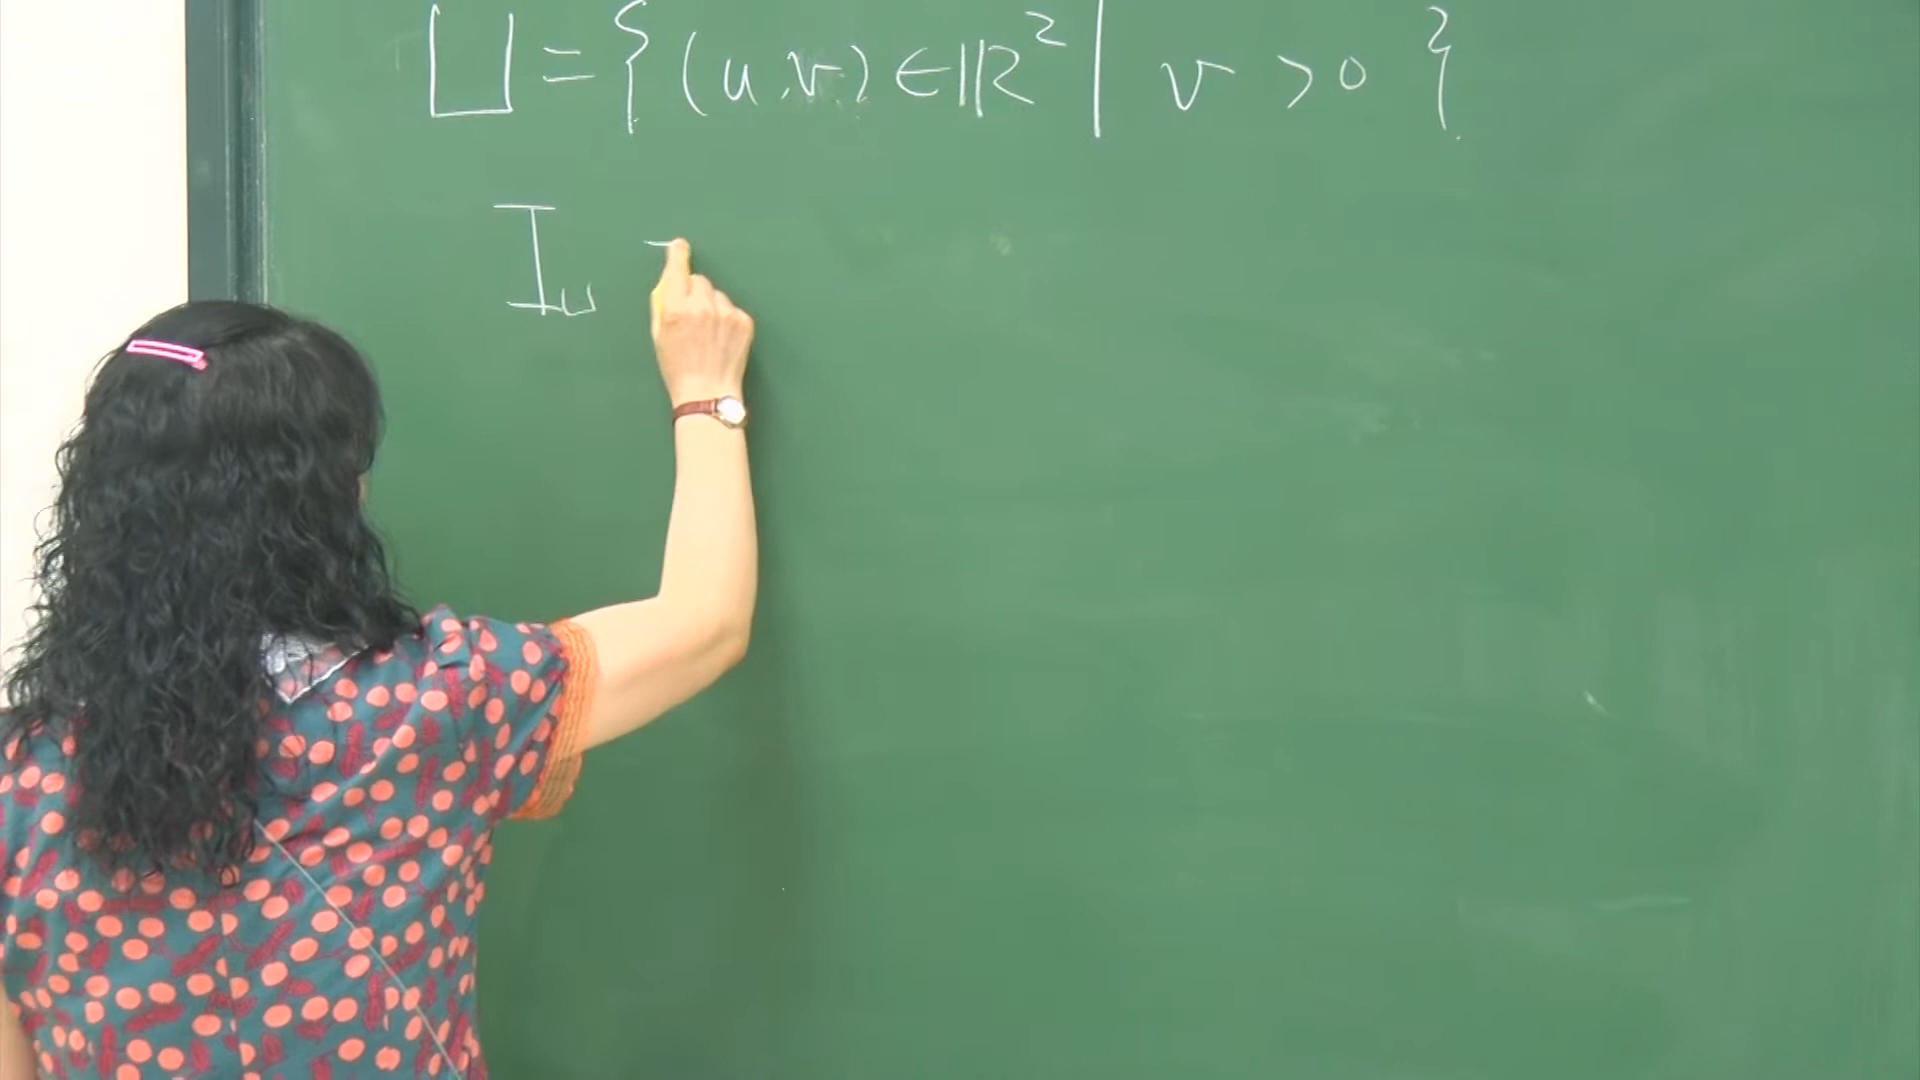 U = { (u,v) ∈ ℝ² | v > 0 }
I_U -